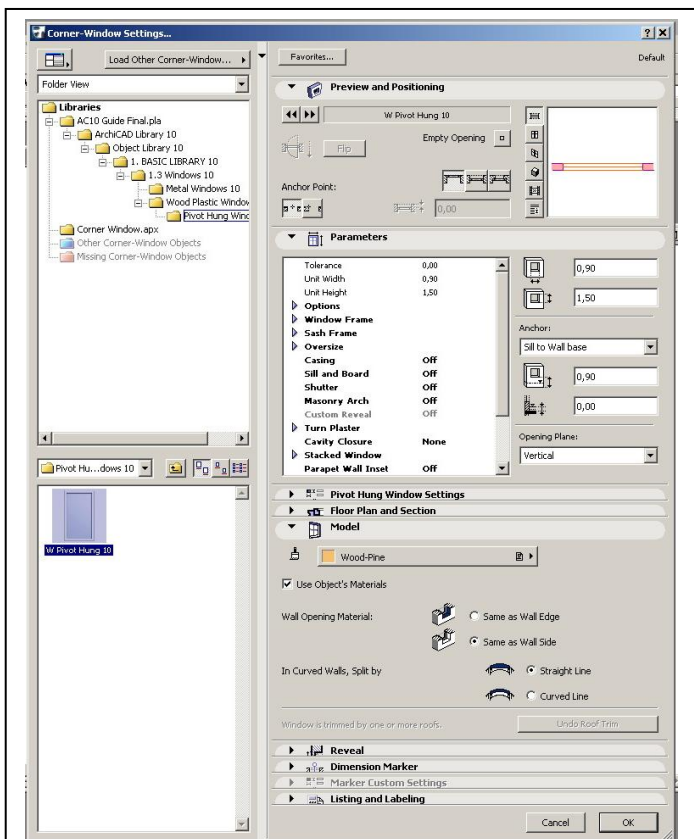 Corner-Window Settings...
Load Other Corner-Window...
Folder View
Libraries
AC10 Guide Final.pla
ArchiCAD Library 10
Object Library 10
1. BASIC LIBRARY 10
1.3 Windows 10
Metal Windows 10
Wood Plastic Window
Pivot Hung Winc
Corner Window.apx
Other Corner-Window Objects
Missing Corner-Window Objects
Pivot Hu...dows 10
W Pivot Hung 10
Favorites...
Default
Preview and Positioning
W Pivot Hung 10
Flip
Empty Opening
Anchor Point:
0,00
Parameters
Tolerance 0,00
Unit Width 0,90
Unit Height 1,50
Options
Window Frame
Sash Frame
Oversize
Casing Off
Sill and Board Off
Shutter Off
Masonry Arch Off
Custom Reveal Off
Turn Plaster
Cavity Closure None
Stacked Window
Parapet Wall Inset Off
0,90
1,50
Anchor:
Sill to Wall base
0,90
0,00
Opening Plane:
Vertical
Pivot Hung Window Settings
Floor Plan and Section
Model
Wood-Pine
Use Object's Materials
Wall Opening Material:
Same as Wall Edge
Same as Wall Side
In Curved Walls, Split by
Straight Line
Curved Line
Window is trimmed by one or more roofs.
Undo Roof Trim
Reveal
Dimension Marker
Marker Custom Settings
Listing and Labeling
Cancel
OK